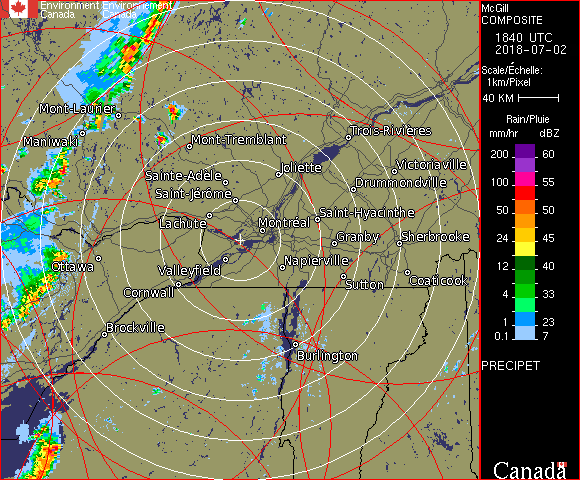 Environment Environnement
Canada Canada
McGill
COMPOSITE
1840 UTC
2018-07-02
Scale/Échelle:
1km/Pixel
40 KM
Rain/Pluie
mm/hr dBZ
200 60
100 55
50 50
24 45
12 40
4 33
1 23
0.1 7
PRECIPET
Canada
Mont-Laurier
Maniwaki
Mont-Tremblant
Trois-Rivières
Joliette
Victoriaville
Sainte-Adèle
Drummondville
Saint-Jérôme
Saint-Hyacinthe
Lachute
Montréal
Granby
Sherbrooke
Ottawa
Valleyfield
Napierville
Cornwall
Sutton
Coaticook
Brockville
Burlington